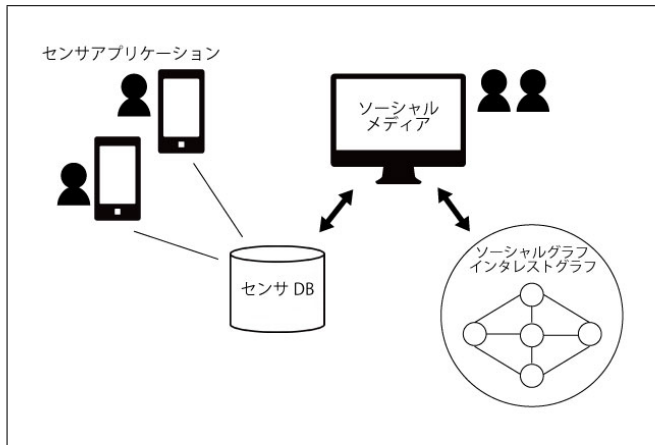 センサアプリケーション
ソーシャル
メディア
センサ DB
ソーシャルグラフ
インタレストグラフ